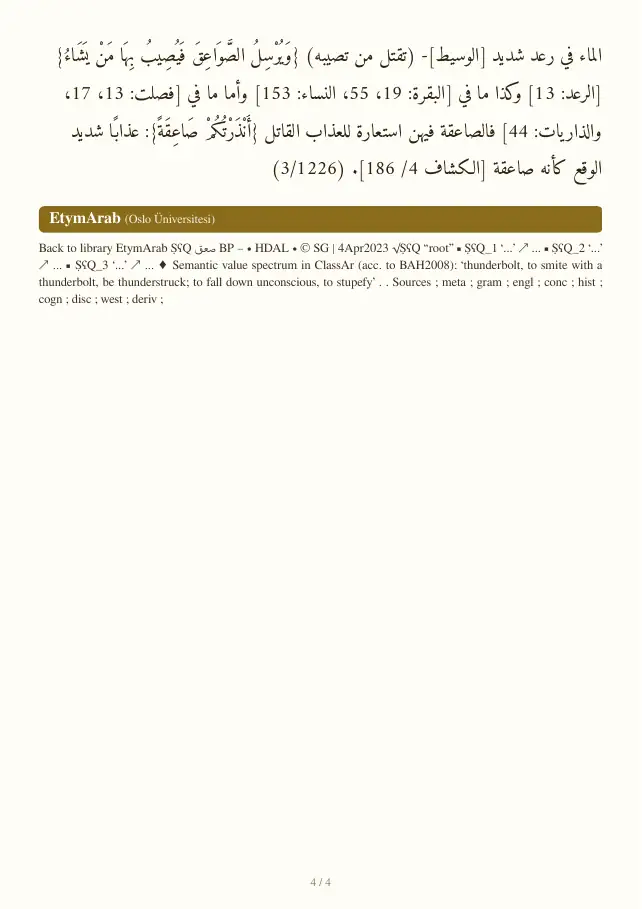 الماء في رعد شديد [الوسيط]- (تقتل من تصيبه) {وَيُرْسِلُ الصَّوَاعِقَ فَيُصِيبُ بِهَا مَنْ يَشَاءُ}
[الرعد: 13] وكذا ما في [البقرة: 19، 55، النساء: 153] وأما ما في [فصلت: 13، 17،
والذاريات: 44] فالصاعقة فيهن استعارة للعذاب القاتل {أَنْذَرْتُكُمْ صَاعِقَةً}: عذابًا شديد
الوقع كأنه صاعقة [الكشاف 4/ 186]. (3/1226)
EtymArab (Oslo Üniversitesi)
Back to library EtymArab ṢʕQ صعق BP – • HDAL • © SG | 4Apr2023 √ṢʕQ “root” ▪ ṢʕQ_1 ‘...’ ↗ ... ▪ ṢʕQ_2 ‘...’
↗ ... ▪ ṢʕQ_3 ‘...’ ↗ ... ♦ Semantic value spectrum in ClassAr (acc. to BAH2008): ‘thunderbolt, to smite with a
thunderbolt, be thunderstruck; to fall down unconscious, to stupefy’ . . Sources ; meta ; gram ; engl ; conc ; hist ;
cogn ; disc ; west ; deriv ;
4 / 4